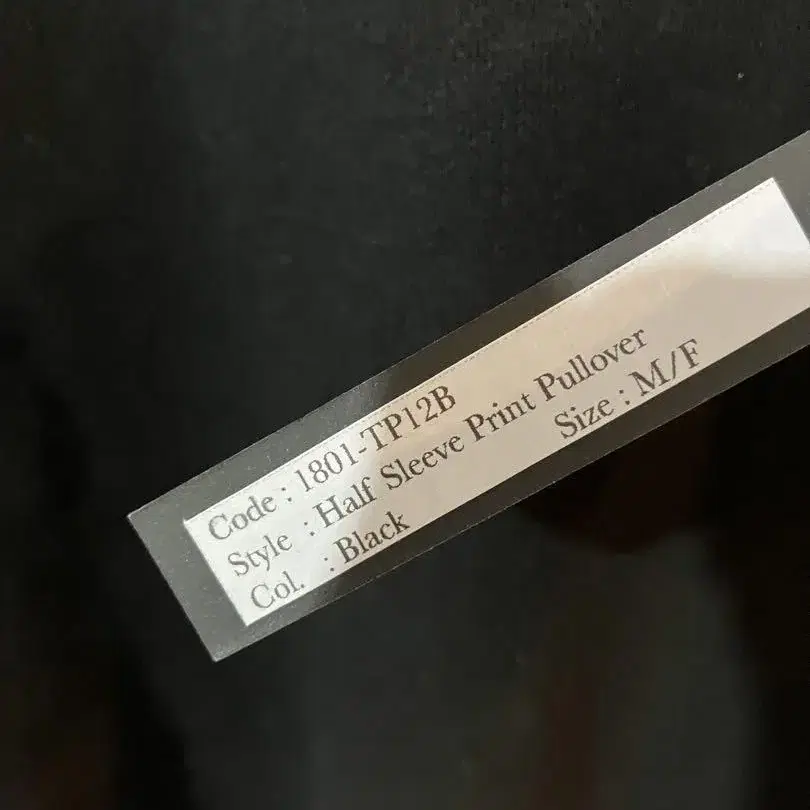 Code : 1801-TP12B
Style : Half Sleeve Print Pullover
Col. : Black Size : M/F